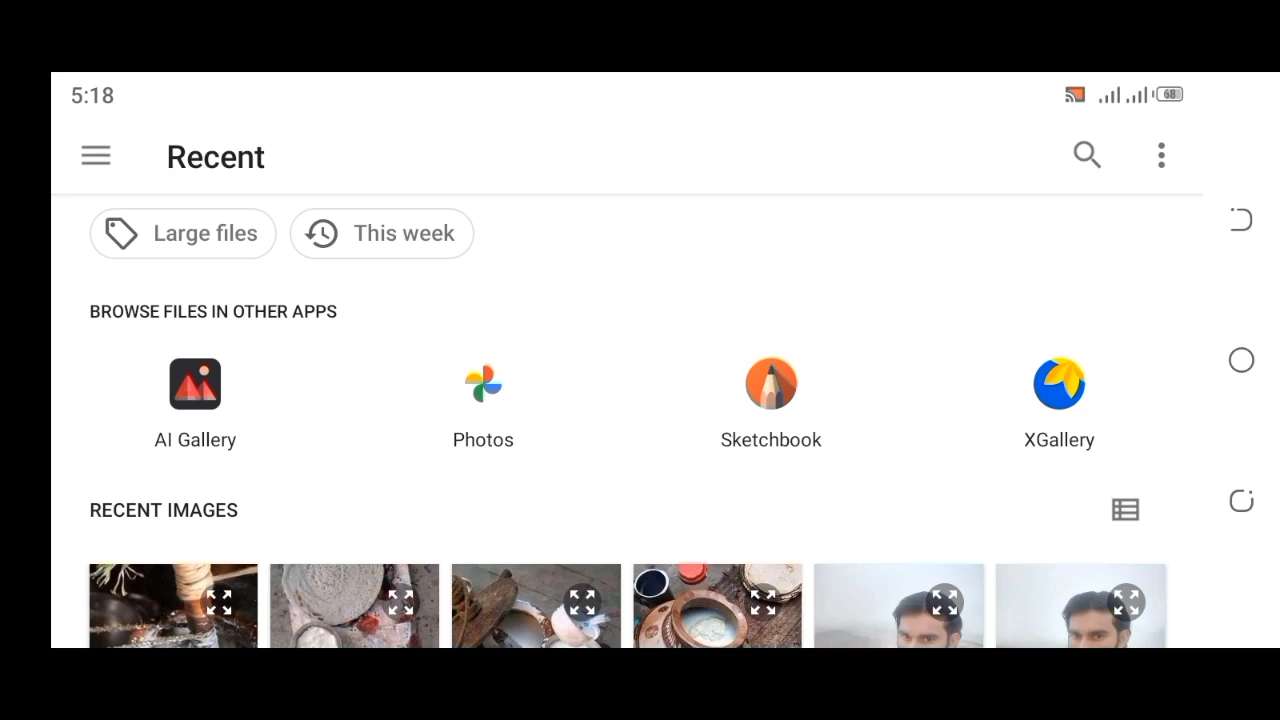 5:18
68
Recent
Large files
This week
BROWSE FILES IN OTHER APPS
AI Gallery
Photos
Sketchbook
XGallery
RECENT IMAGES